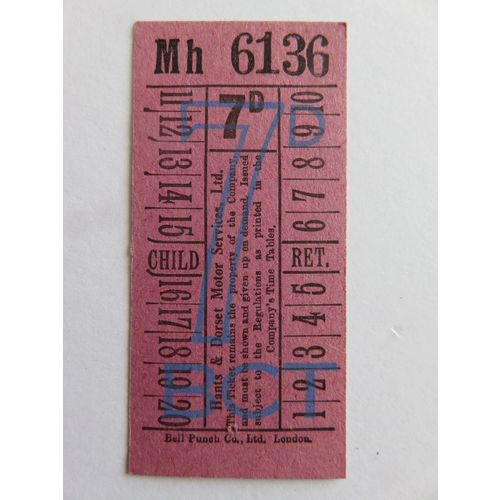 Mh 6136
7D
11 12 13 14 15 CHILD 16 17 18 19 20
Hants & Dorset Motor Services, Ltd.
This Ticket remains the property of the Company,
and must be shown and given up on demand. Issued
subject to the Regulations as printed in the
Company's Time Tables.
1 2 3 4 5 RET. 6 7 8 9 10
7D
Bell Punch Co., Ltd. London.